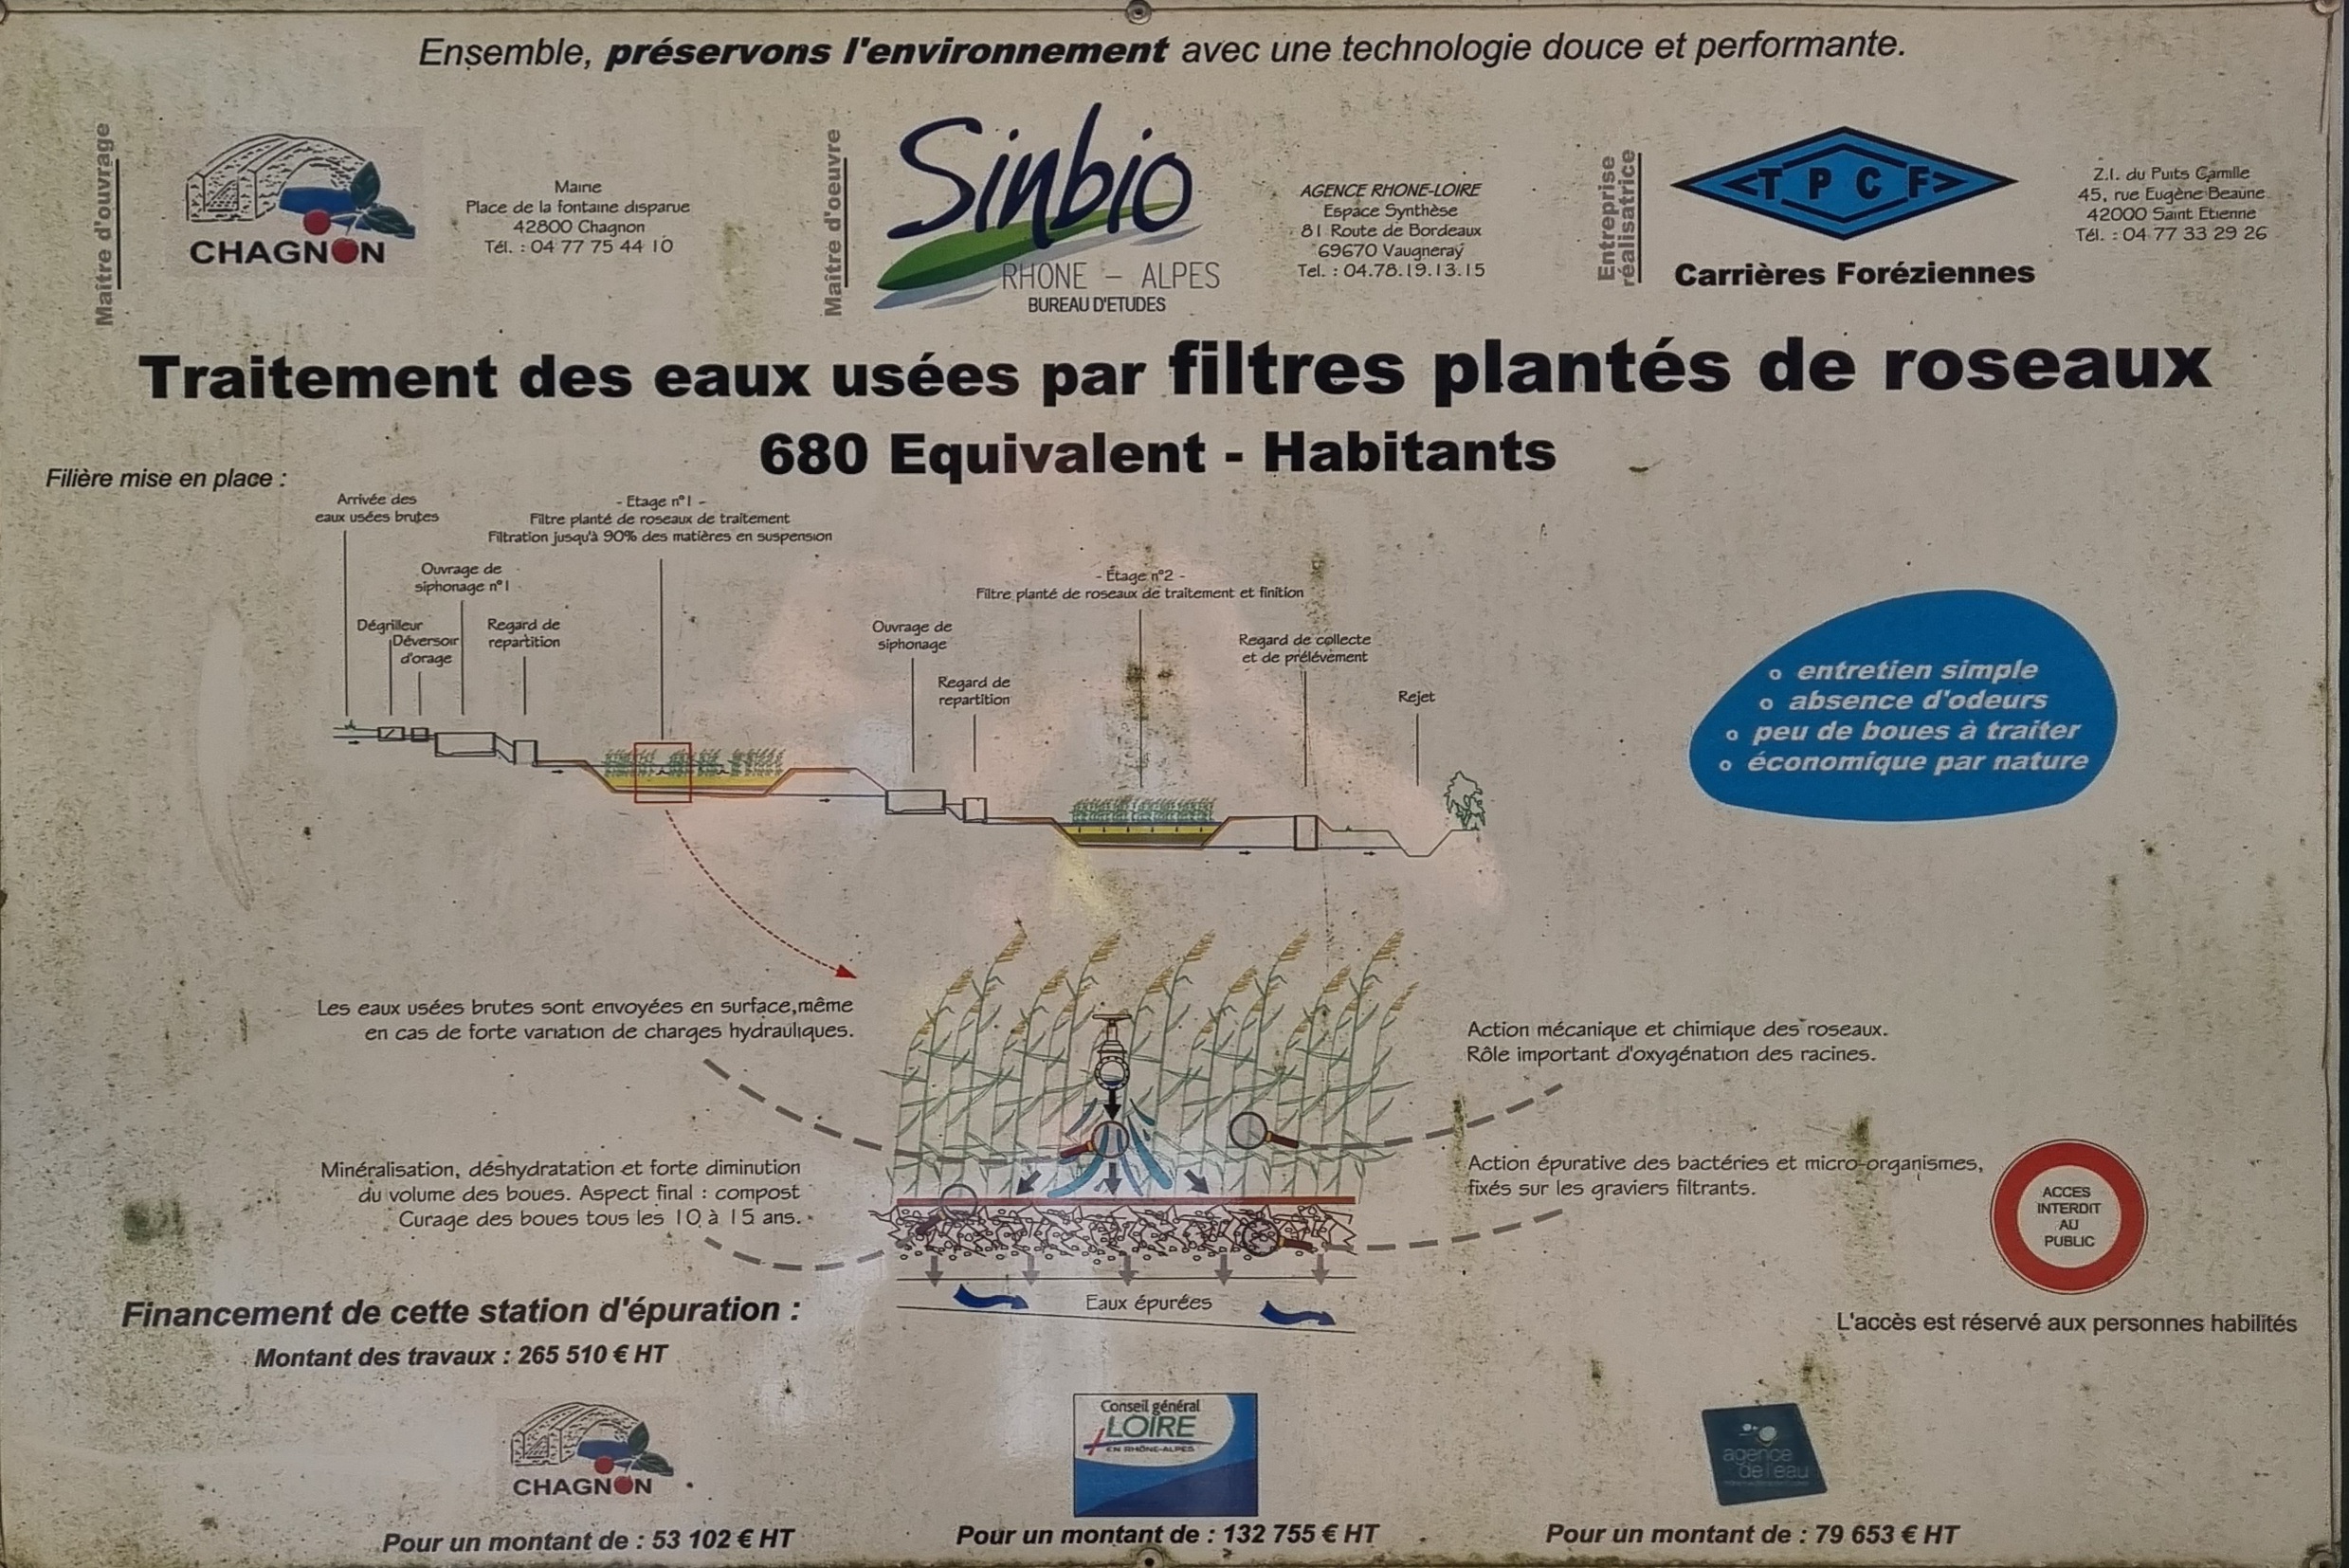 Ensemble, préservons l'environnement avec une technologie douce et performante.
Maître d'ouvrage
CHAGNON
Mairie
Place de la fontaine disparue
42800 Chagnon
Tél. : 04 77 75 44 10
Maître d'oeuvre
Sinbio
RHONE – ALPES
BUREAU D'ETUDES
AGENCE RHONE-LOIRE
Espace Synthèse
81 Route de Bordeaux
69670 Vaugneray
Tel. : 04.78.19.13.15
Entreprise
réalisatrice
<T P C F>
Carrières Foréziennes
Z.I. du Puits Camille
45, rue Eugène Beaune
42000 Saint Etienne
Tél. : 04 77 33 29 26
Traitement des eaux usées par filtres plantés de roseaux
680 Equivalent - Habitants
Filière mise en place :
Arrivée des
eaux usées brutes
- Etage n°1 -
Filtre planté de roseaux de traitement
Filtration jusqu'à 90% des matières en suspension
Ouvrage de
siphonage n°1
Dégrilleur
Déversoir
d'orage
Regard de
repartition
- Étage n°2 -
Filtre planté de roseaux de traitement et finition
Ouvrage de
siphonage
Regard de
repartition
Regard de collecte
et de prélévement
Rejet
o entretien simple
o absence d'odeurs
o peu de boues à traiter
o économique par nature
Les eaux usées brutes sont envoyées en surface,même
en cas de forte variation de charges hydrauliques.
Action mécanique et chimique des roseaux.
Rôle important d'oxygénation des racines.
Minéralisation, déshydratation et forte diminution
du volume des boues. Aspect final : compost
Curage des boues tous les 10 à 15 ans.
Action épurative des bactéries et micro-organismes,
fixés sur les graviers filtrants.
Eaux épurées
ACCES
INTERDIT
AU
PUBLIC
L'accès est réservé aux personnes habilités
Financement de cette station d'épuration :
Montant des travaux : 265 510 € HT
CHAGNON
Pour un montant de : 53 102 € HT
Conseil général
LOIRE
EN RHÔNE-ALPES
Pour un montant de : 132 755 € HT
agence
de l'eau
Pour un montant de : 79 653 € HT